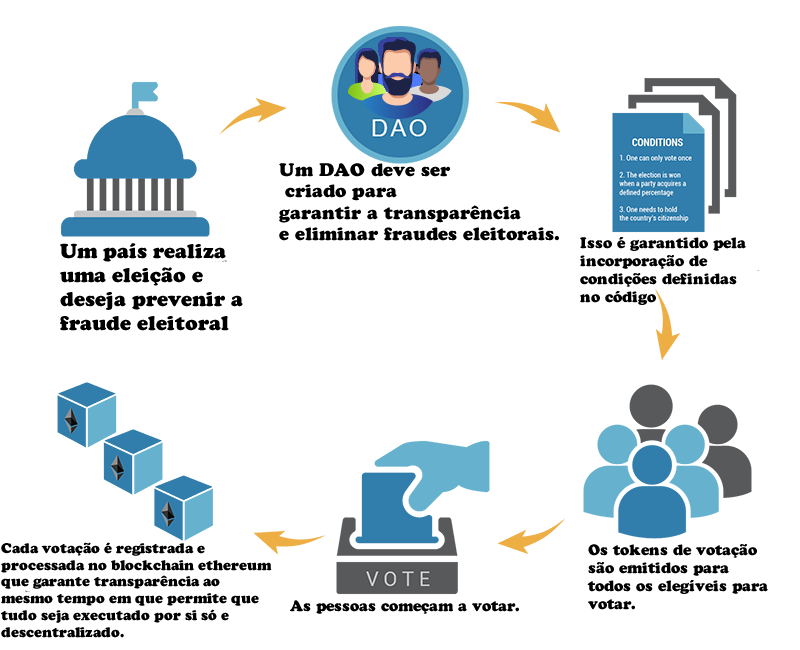 DAO
Um DAO deve ser
criado para
garantir a transparência
e eliminar fraudes eleitorais.
Um país realiza
uma eleição e
deseja prevenir a
fraude eleitoral
CONDITIONS
1. One can only vote once
2. The election is won
when a party acquires a
defined percentage
3. One needs to hold
the country's citizenship
Isso é garantido pela
incorporação de
condições definidas
no código
Os tokens de votação
são emitidos para
todos os elegíveis para
votar.
VOTE
As pessoas começam a votar.
Cada votação é registrada e
processada no blockchain ethereum
que garante transparência ao
mesmo tempo em que permite que
tudo seja executado por si só e
descentralizado.